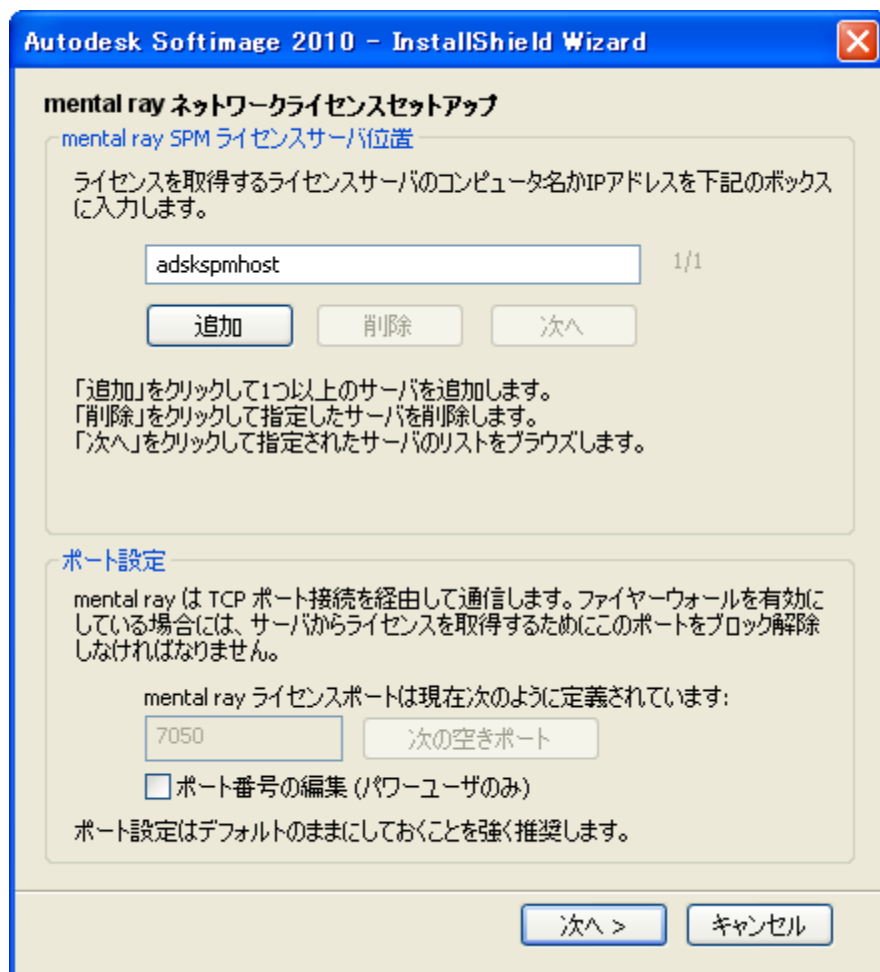 Autodesk Softimage 2010 - InstallShield Wizard
mental ray ネットワークライセンスセットアップ
mental ray SPM ライセンスサーバ位置
ライセンスを取得するライセンスサーバのコンピュータ名かIPアドレスを下記のボックス
に入力します。
adskspmhost 1/1
追加 削除 次へ
「追加」をクリックして1つ以上のサーバを追加します。
「削除」をクリックして指定したサーバを削除します。
「次へ」をクリックして指定されたサーバのリストをブラウズします。
ポート設定
mental ray は TCP ポート接続を経由して通信します。ファイヤーウォールを有効に
している場合には、サーバからライセンスを取得するためにこのポートをブロック解除
しなければなりません。
mental ray ライセンスポートは現在次のように定義されています:
7050 次の空きポート
ポート番号の編集 (パワーユーザのみ)
ポート設定はデフォルトのままにしておくことを強く推奨します。
次へ > キャンセル